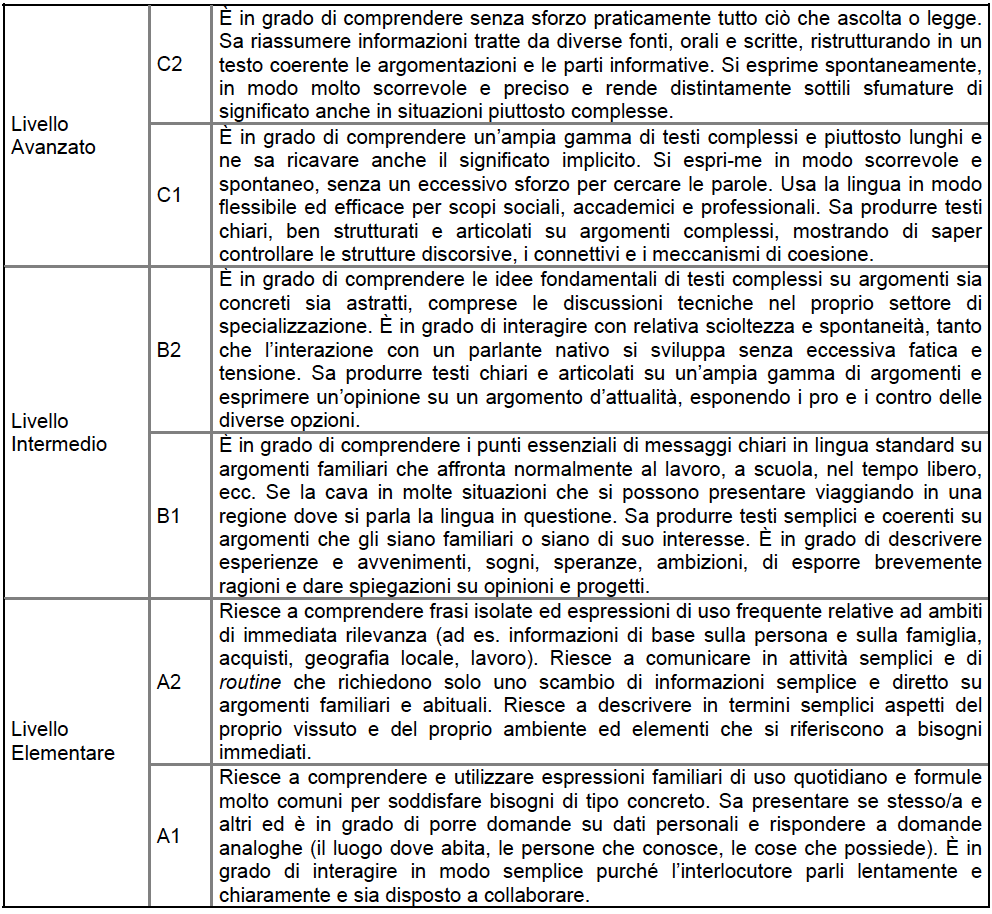 Livello
Avanzato
C2
È in grado di comprendere senza sforzo praticamente tutto ciò che ascolta o legge.
Sa riassumere informazioni tratte da diverse fonti, orali e scritte, ristrutturando in un
testo coerente le argomentazioni e le parti informative. Si esprime spontaneamente,
in modo molto scorrevole e preciso e rende distintamente sottili sfumature di
significato anche in situazioni piuttosto complesse.
C1
È in grado di comprendere un’ampia gamma di testi complessi e piuttosto lunghi e
ne sa ricavare anche il significato implicito. Si espri-me in modo scorrevole e
spontaneo, senza un eccessivo sforzo per cercare le parole. Usa la lingua in modo
flessibile ed efficace per scopi sociali, accademici e professionali. Sa produrre testi
chiari, ben strutturati e articolati su argomenti complessi, mostrando di saper
controllare le strutture discorsive, i connettivi e i meccanismi di coesione.
Livello
Intermedio
B2
È in grado di comprendere le idee fondamentali di testi complessi su argomenti sia
concreti sia astratti, comprese le discussioni tecniche nel proprio settore di
specializzazione. È in grado di interagire con relativa scioltezza e spontaneità, tanto
che l’interazione con un parlante nativo si sviluppa senza eccessiva fatica e
tensione. Sa produrre testi chiari e articolati su un’ampia gamma di argomenti e
esprimere un’opinione su un argomento d’attualità, esponendo i pro e i contro delle
diverse opzioni.
B1
È in grado di comprendere i punti essenziali di messaggi chiari in lingua standard su
argomenti familiari che affronta normalmente al lavoro, a scuola, nel tempo libero,
ecc. Se la cava in molte situazioni che si possono presentare viaggiando in una
regione dove si parla la lingua in questione. Sa produrre testi semplici e coerenti su
argomenti che gli siano familiari o siano di suo interesse. È in grado di descrivere
esperienze e avvenimenti, sogni, speranze, ambizioni, di esporre brevemente
ragioni e dare spiegazioni su opinioni e progetti.
Livello
Elementare
A2
Riesce a comprendere frasi isolate ed espressioni di uso frequente relative ad ambiti
di immediata rilevanza (ad es. informazioni di base sulla persona e sulla famiglia,
acquisti, geografia locale, lavoro). Riesce a comunicare in attività semplici e di
routine che richiedono solo uno scambio di informazioni semplice e diretto su
argomenti familiari e abituali. Riesce a descrivere in termini semplici aspetti del
proprio vissuto e del proprio ambiente ed elementi che si riferiscono a bisogni
immediati.
A1
Riesce a comprendere e utilizzare espressioni familiari di uso quotidiano e formule
molto comuni per soddisfare bisogni di tipo concreto. Sa presentare se stesso/a e
altri ed è in grado di porre domande su dati personali e rispondere a domande
analoghe (il luogo dove abita, le persone che conosce, le cose che possiede). È in
grado di interagire in modo semplice purché l’interlocutore parli lentamente e
chiaramente e sia disposto a collaborare.